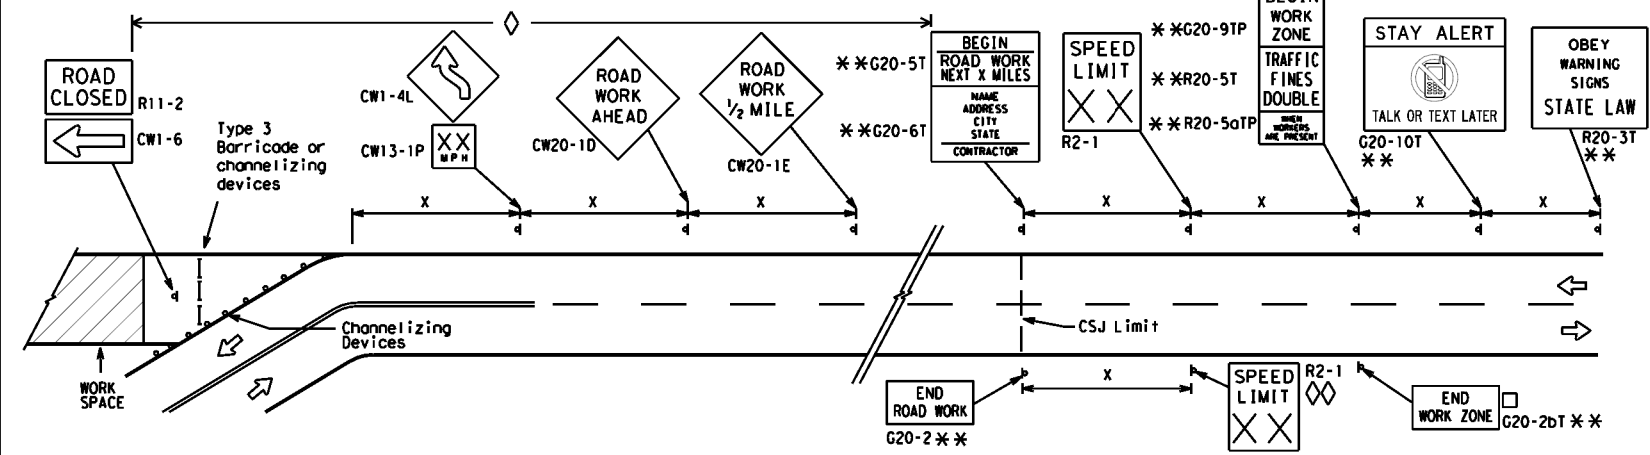 ROAD
CLOSED
R11-2
CW1-6
Type 3
Barricade or
channelizing
devices
CW1-4L
XX
MPH
CW13-1P
ROAD
WORK
AHEAD
CW20-1D
ROAD
WORK
1/2 MILE
CW20-1E
**G20-5T
BEGIN
ROAD WORK
NEXT X MILES
**G20-6T
NAME
ADDRESS
CITY
STATE
CONTRACTOR
SPEED
LIMIT
XX
R2-1
**G20-9TP
BEGIN
WORK
ZONE
**R20-5T
TRAFFIC
FINES
DOUBLE
**R20-5aTP
WHEN
WORKERS
ARE PRESENT
STAY ALERT
TALK OR TEXT LATER
G20-10T
**
OBEY
WARNING
SIGNS
STATE LAW
R20-3T
**
X
X
X
X
X
X
X
Channelizing
Devices
CSJ Limit
WORK
SPACE
END
ROAD WORK
G20-2**
X
SPEED
LIMIT
XX
R2-1
END
WORK ZONE
G20-2bT**